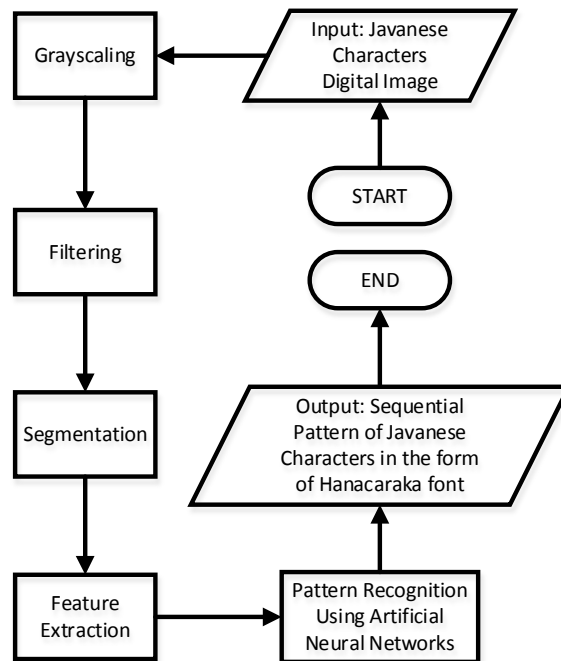 START
Input: Javanese
Characters
Digital Image
Grayscaling
Filtering
Segmentation
Feature
Extraction
Pattern Recognition
Using Artificial
Neural Networks
Output: Sequential
Pattern of Javanese
Characters in the form
of Hanacaraka font
END